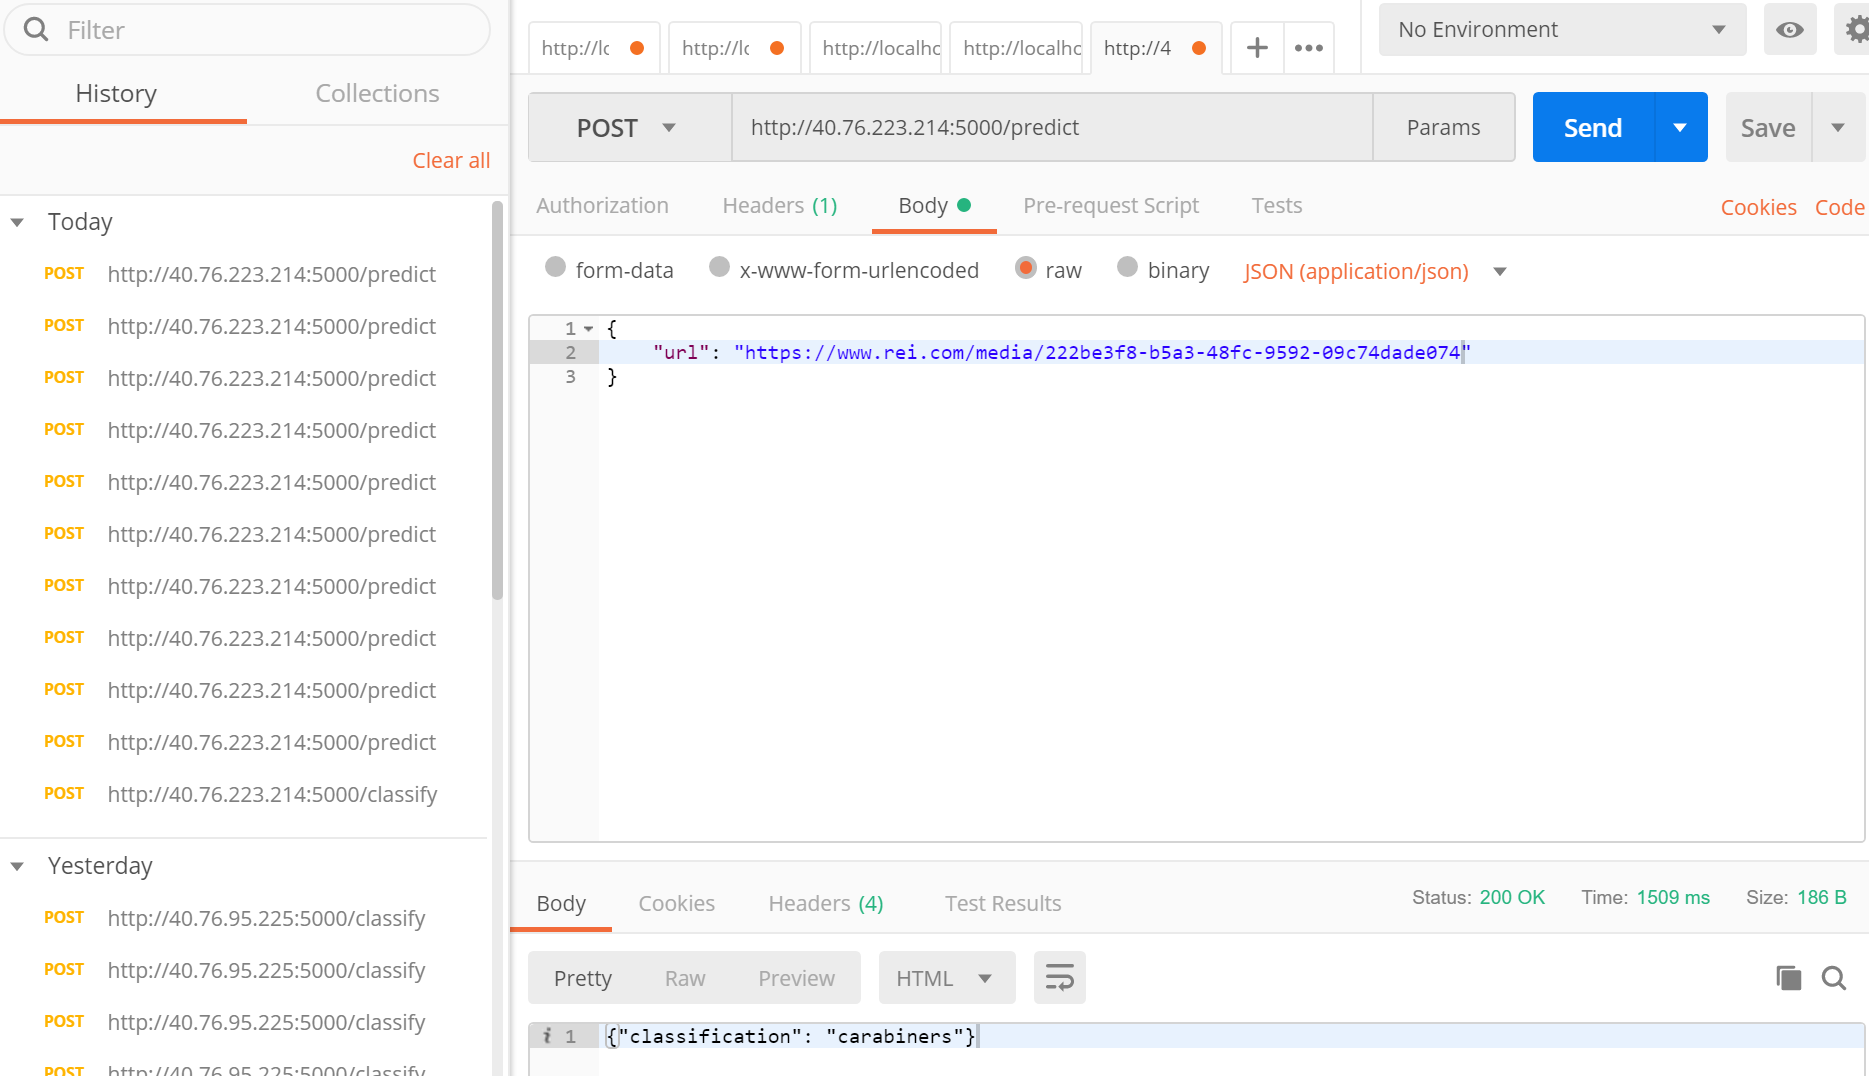 Filter
History Collections
Clear all
Today
POST http://40.76.223.214:5000/predict
POST http://40.76.223.214:5000/predict
POST http://40.76.223.214:5000/predict
POST http://40.76.223.214:5000/predict
POST http://40.76.223.214:5000/predict
POST http://40.76.223.214:5000/predict
POST http://40.76.223.214:5000/predict
POST http://40.76.223.214:5000/predict
POST http://40.76.223.214:5000/predict
POST http://40.76.223.214:5000/predict
POST http://40.76.223.214:5000/classify
Yesterday
POST http://40.76.95.225:5000/classify
POST http://40.76.95.225:5000/classify
POST http://40.76.95.225:5000/classify
POST http://40.76.95.225:5000/classify
http://lc http://lc http://localhc http://localhc http://4
No Environment
POST http://40.76.223.214:5000/predict Params Send Save
Authorization Headers (1) Body Pre-request Script Tests Cookies Code
form-data x-www-form-urlencoded raw binary JSON (application/json)
1 {
2 "url": "https://www.rei.com/media/222be3f8-b5a3-48fc-9592-09c74dade074"
3 }
Body Cookies Headers (4) Test Results Status: 200 OK Time: 1509 ms Size: 186 B
Pretty Raw Preview HTML
i 1 {"classification": "carabiners"}